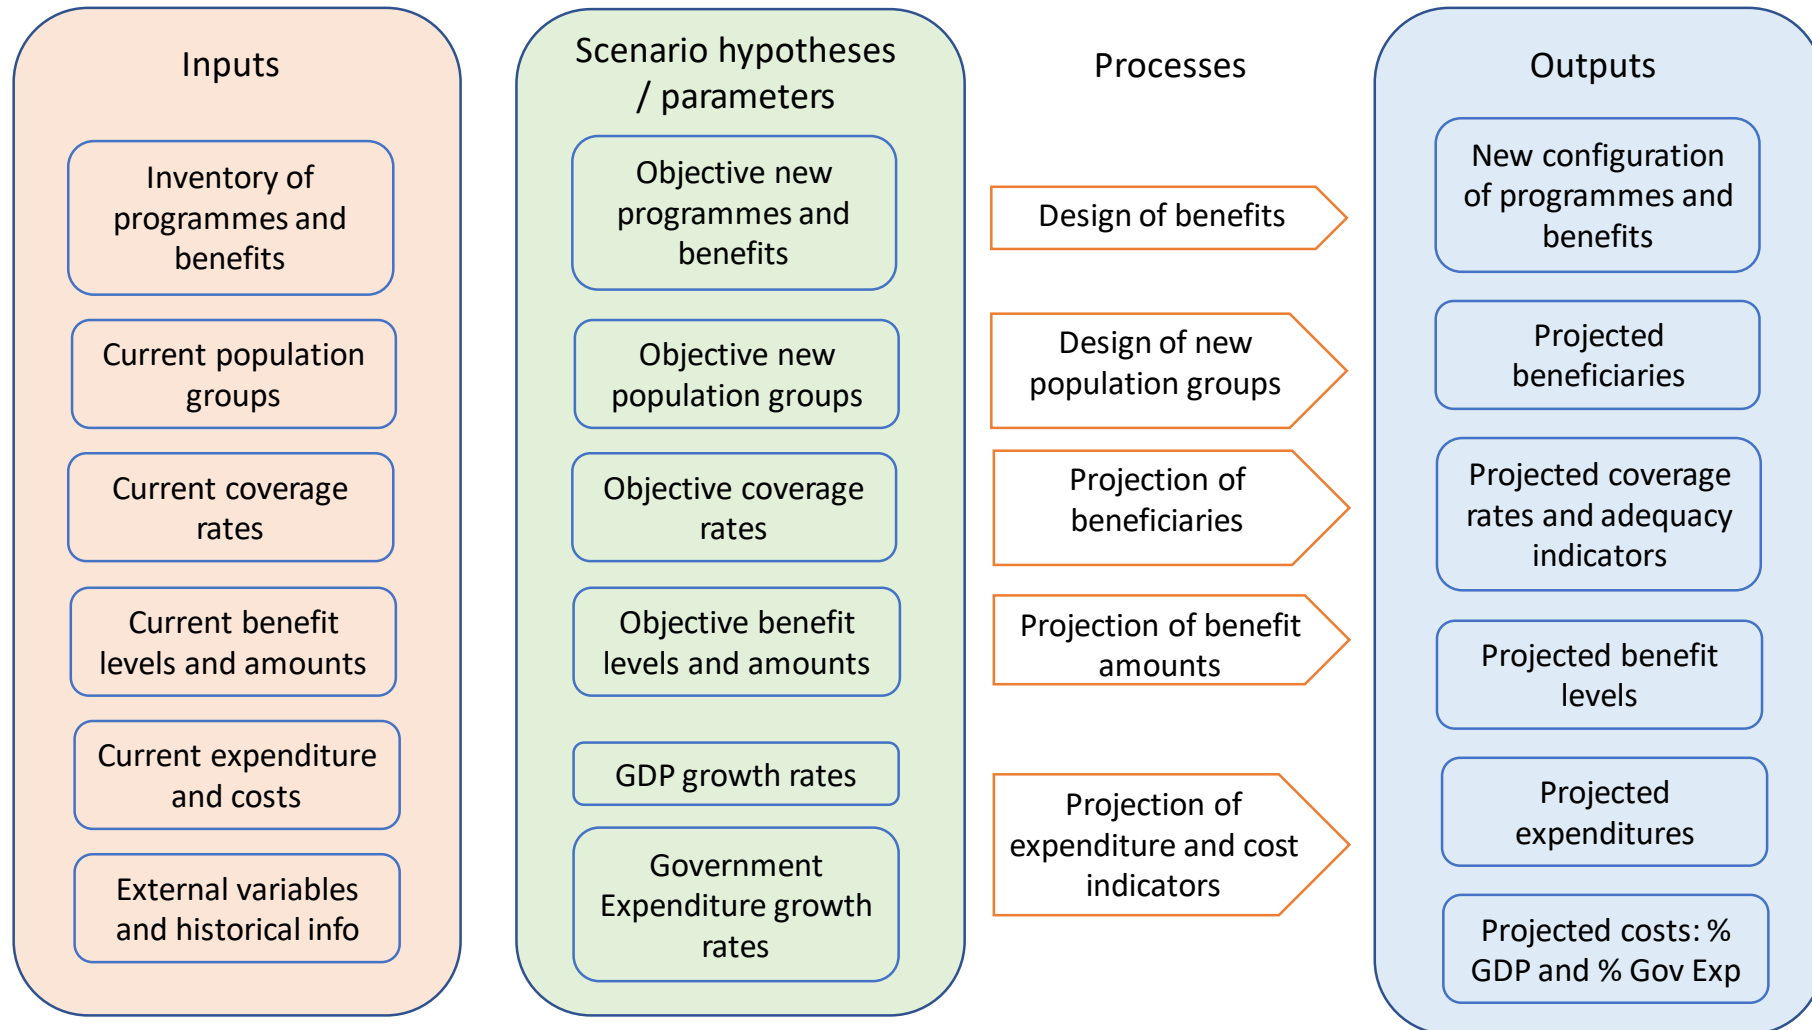 Inputs
Inventory of
programmes and
benefits
Current population
groups
Current coverage
rates
Current benefit
levels and amounts
Current expenditure
and costs
External variables
and historical info
Scenario hypotheses
/ parameters
Objective new
programmes and
benefits
Objective new
population groups
Objective coverage
rates
Objective benefit
levels and amounts
GDP growth rates
Government
Expenditure growth
rates
Processes
Design of benefits
Design of new
population groups
Projection of
beneficiaries
Projection of benefit
amounts
Projection of
expenditure and cost
indicators
Outputs
New configuration
of programmes and
benefits
Projected
beneficiaries
Projected coverage
rates and adequacy
indicators
Projected benefit
levels
Projected
expenditures
Projected costs: %
GDP and % Gov Exp